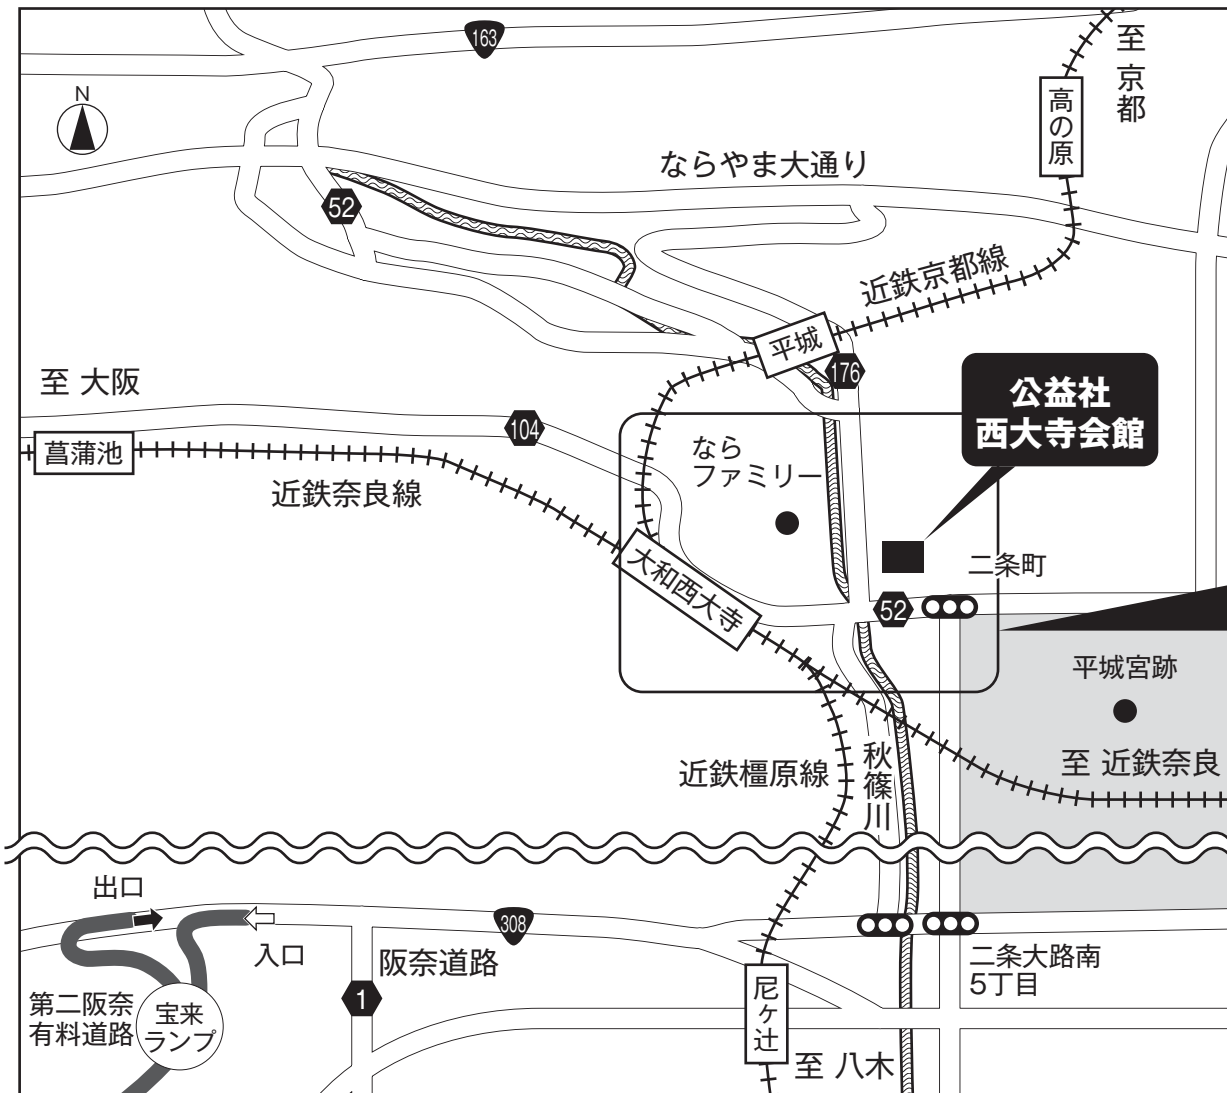 163
至 京都
N
高の原
ならやま大通り
52
近鉄京都線
平城
176
至 大阪
公益社
西大寺会館
104
なら
ファミリー
菖蒲池
近鉄奈良線
大和西大寺
二条町
52
平城宮跡
至 近鉄奈良
近鉄橿原線
秋篠川
出口
入口
308
阪奈道路
二条大路南
5丁目
第二阪奈
有料道路
宝来
ランプ
1
尼ヶ辻
至 八木